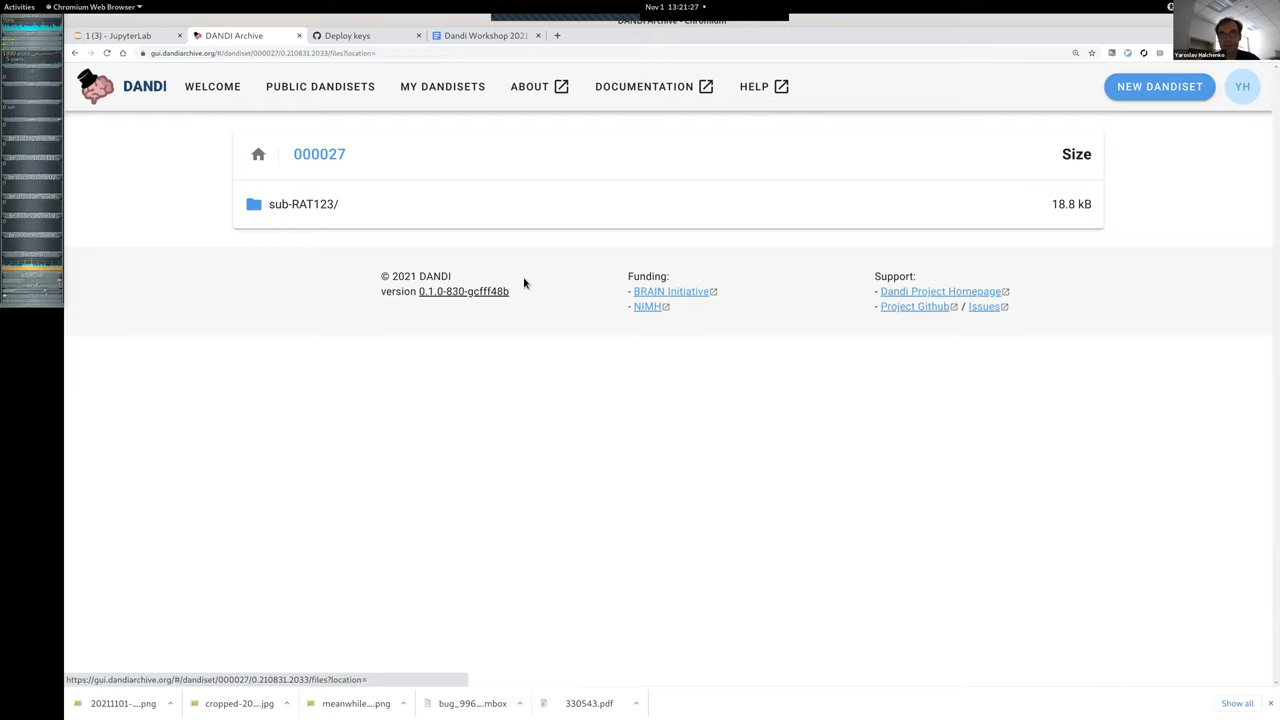 Activities
Chromium Web Browser
Nov 1 13:21:27
DANDI Archive - Chromium
1 (3) - JupyterLab
DANDI Archive
Deploy keys
Dandi Workshop 2021
gui.dandiarchive.org/#/dandiset/000027/0.210831.2033/files?location=
Yaroslav Halchenko
DANDI
WELCOME
PUBLIC DANDISETS
MY DANDISETS
ABOUT
DOCUMENTATION
HELP
NEW DANDISET
YH
000027
Size
sub-RAT123/
18.8 kB
© 2021 DANDI
version 0.1.0-830-gcfff48b
Funding:
- BRAIN Initiative
- NIMH
Support:
- Dandi Project Homepage
- Project Github / Issues
https://gui.dandiarchive.org/#/dandiset/000027/0.210831.2033/files?location=
20211101-....png
cropped-20....jpg
meanwhile....png
bug_996....mbox
330543.pdf
Show all